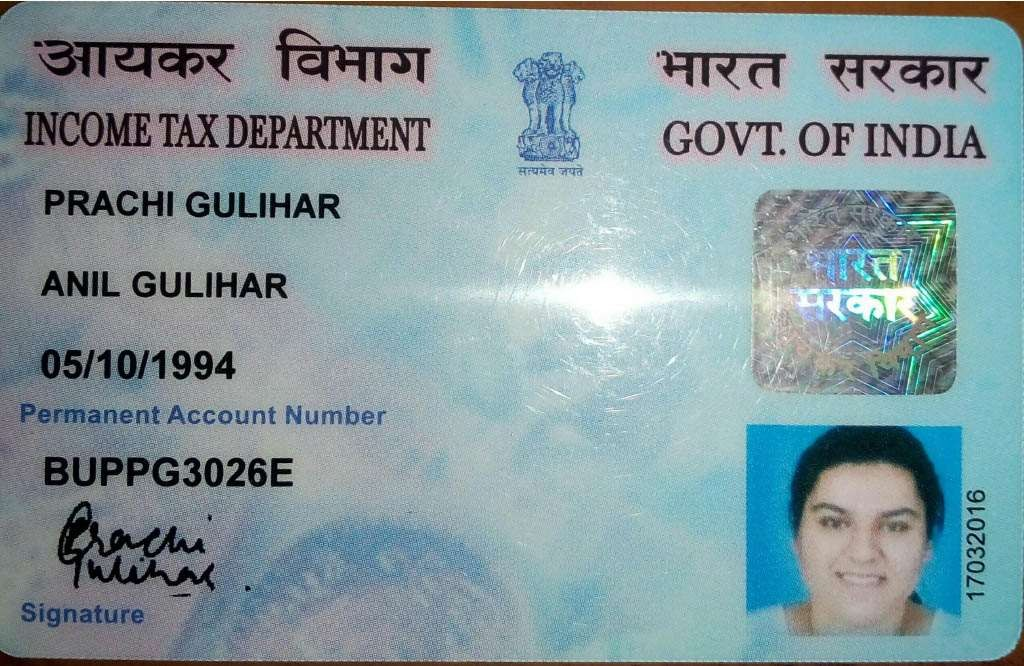 आयकर विभाग
INCOME TAX DEPARTMENT
सत्यमेव जयते
भारत सरकार
GOVT. OF INDIA
PRACHI GULIHAR
ANIL GULIHAR
05/10/1994
Permanent Account Number
BUPPG3026E
Prachi
Gulihar
Signature
भारत
सरकार
17032016